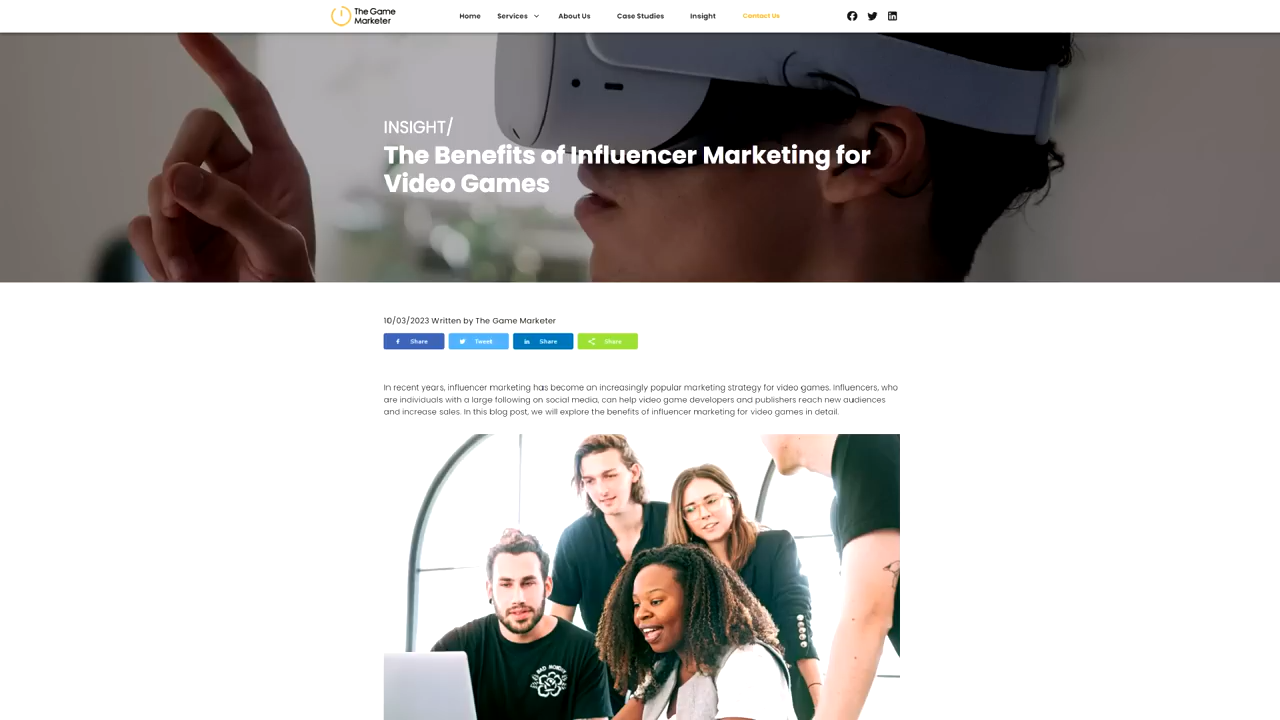 The Game
Marketer
Home Services About Us Case Studies Insight Contact Us
INSIGHT/
The Benefits of Influencer Marketing for
Video Games
10/03/2023 Written by The Game Marketer
Share Tweet Share Share
In recent years, influencer marketing has become an increasingly popular marketing strategy for video games. Influencers, who
are individuals with a large following on social media, can help video game developers and publishers reach new audiences
and increase sales. In this blog post, we will explore the benefits of influencer marketing for video games in detail.